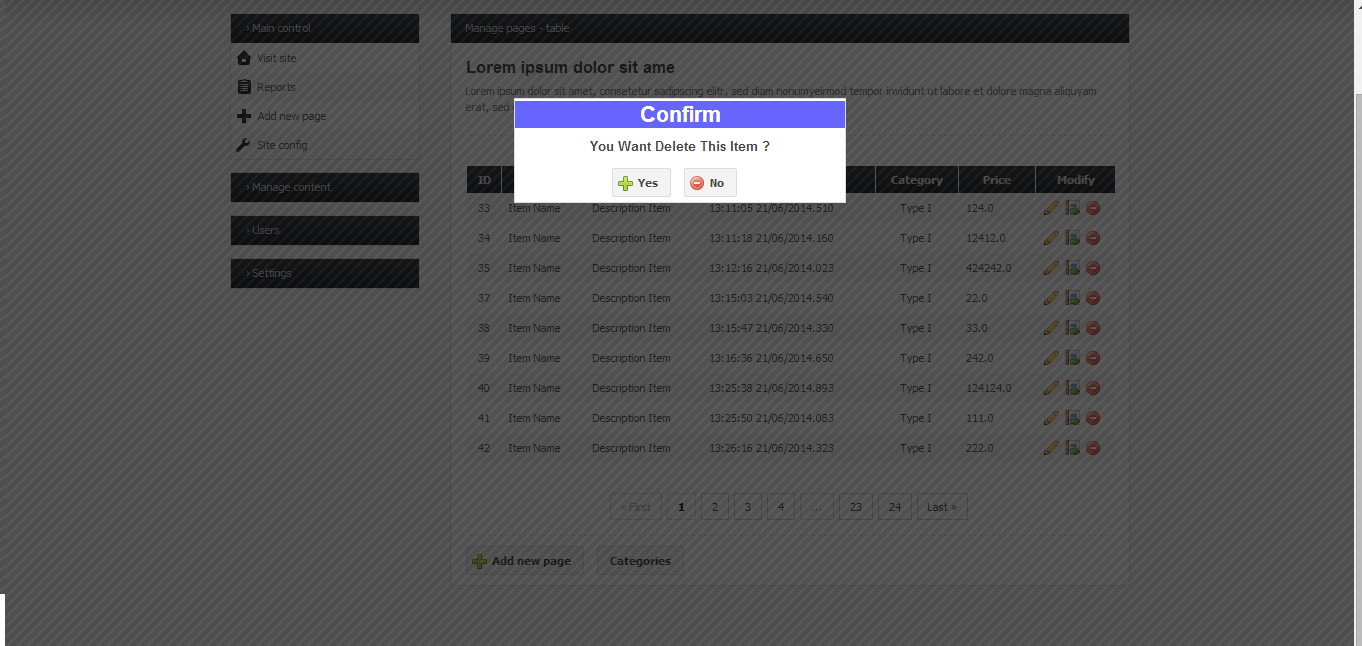 › Main control
Visit site
Reports
Add new page
Site config
› Manage content
› Users
› Settings
Manage pages - table
Lorem ipsum dolor sit ame
Lorem ipsum dolor sit amet, consetetur sadipscing elitr, sed diam nonumyeirmod tempor invidunt ut labore et dolore magna aliquyam
erat, sed
Confirm
You Want Delete This Item ?
Yes No
ID Category Price Modify
33 Item Name Description Item 13:11:05 21/06/2014.510 Type I 124.0
34 Item Name Description Item 13:11:18 21/06/2014.160 Type I 12412.0
35 Item Name Description Item 13:12:16 21/06/2014.023 Type I 424242.0
37 Item Name Description Item 13:15:03 21/06/2014.540 Type I 22.0
38 Item Name Description Item 13:15:47 21/06/2014.330 Type I 33.0
39 Item Name Description Item 13:16:36 21/06/2014.650 Type I 242.0
40 Item Name Description Item 13:25:38 21/06/2014.893 Type I 124124.0
41 Item Name Description Item 13:25:50 21/06/2014.083 Type I 111.0
42 Item Name Description Item 13:26:16 21/06/2014.323 Type I 222.0
« First 1 2 3 4 ... 23 24 Last »
Add new page Categories